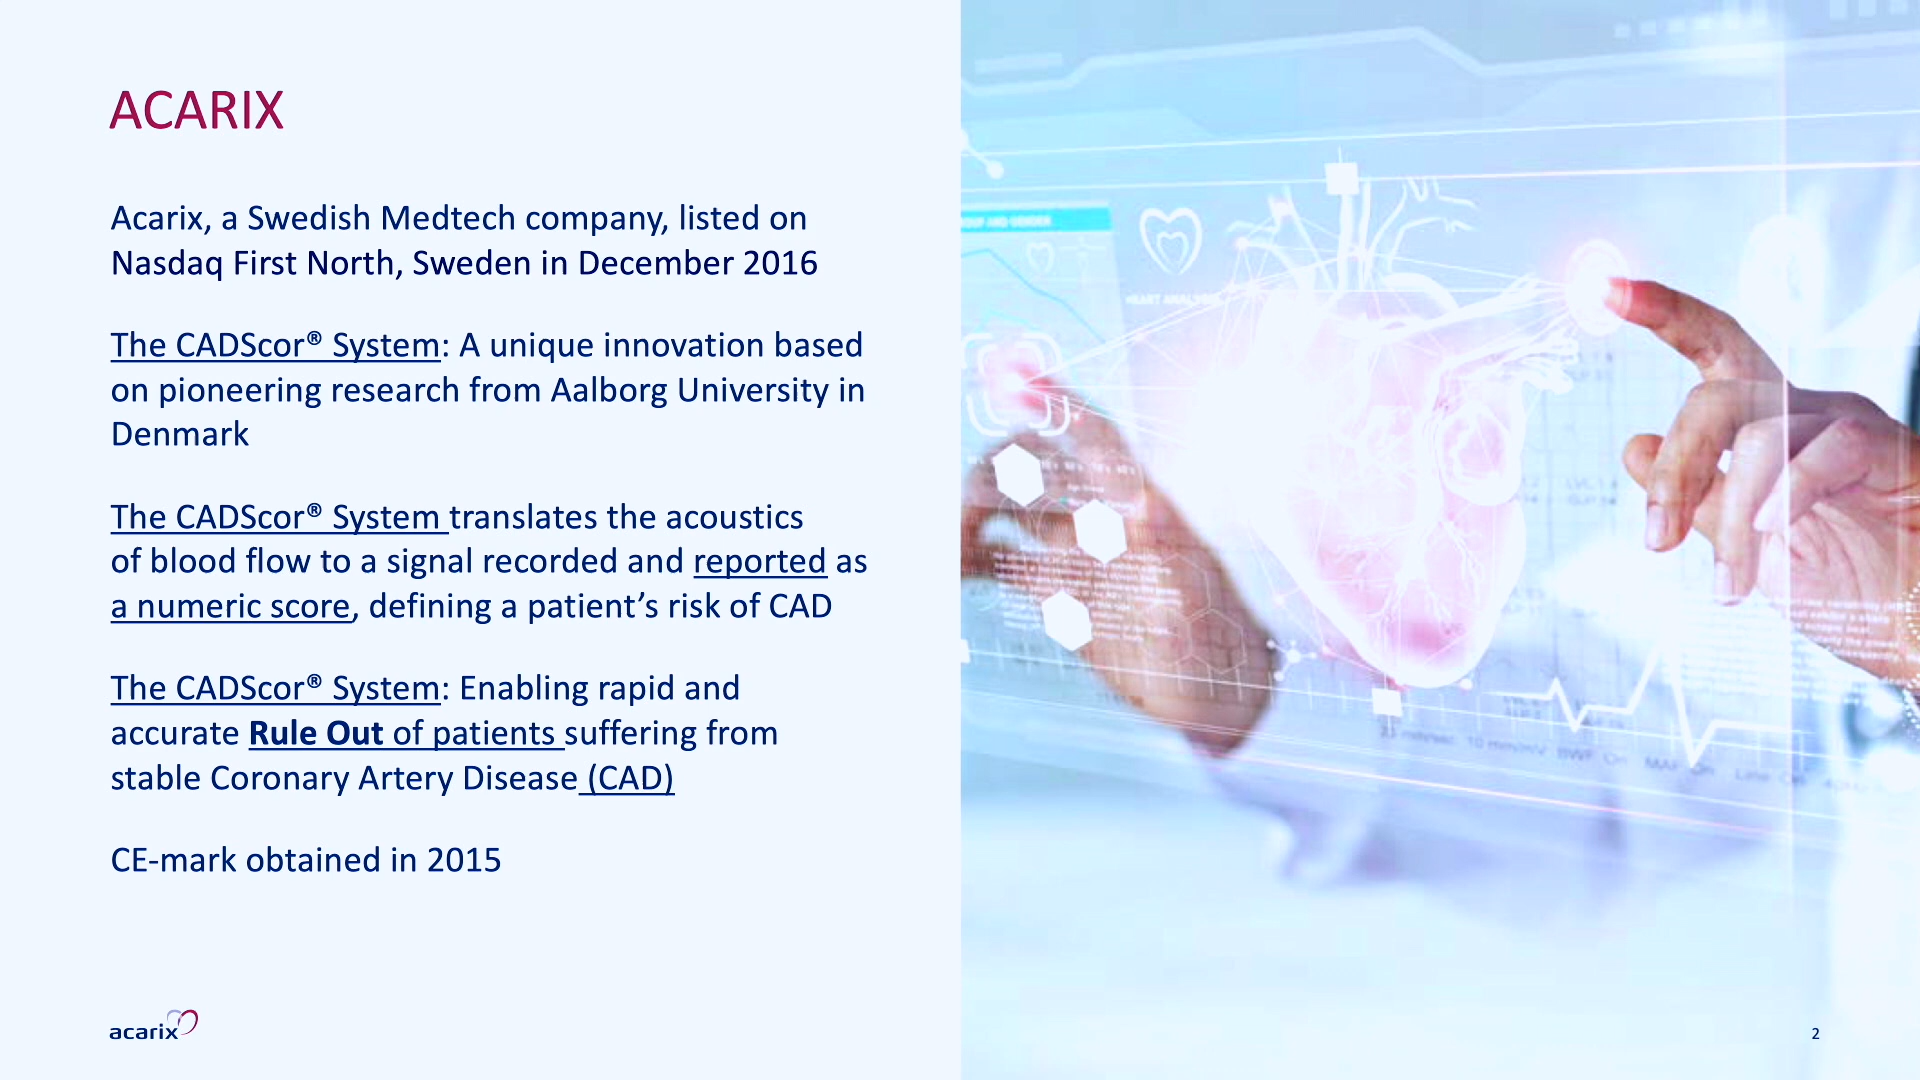 ACARIX
Acarix, a Swedish Medtech company, listed on
Nasdaq First North, Sweden in December 2016
The CADScor® System: A unique innovation based
on pioneering research from Aalborg University in
Denmark
The CADScor® System translates the acoustics
of blood flow to a signal recorded and reported as
a numeric score, defining a patient’s risk of CAD
The CADScor® System: Enabling rapid and
accurate Rule Out of patients suffering from
stable Coronary Artery Disease (CAD)
CE-mark obtained in 2015
acarix
2